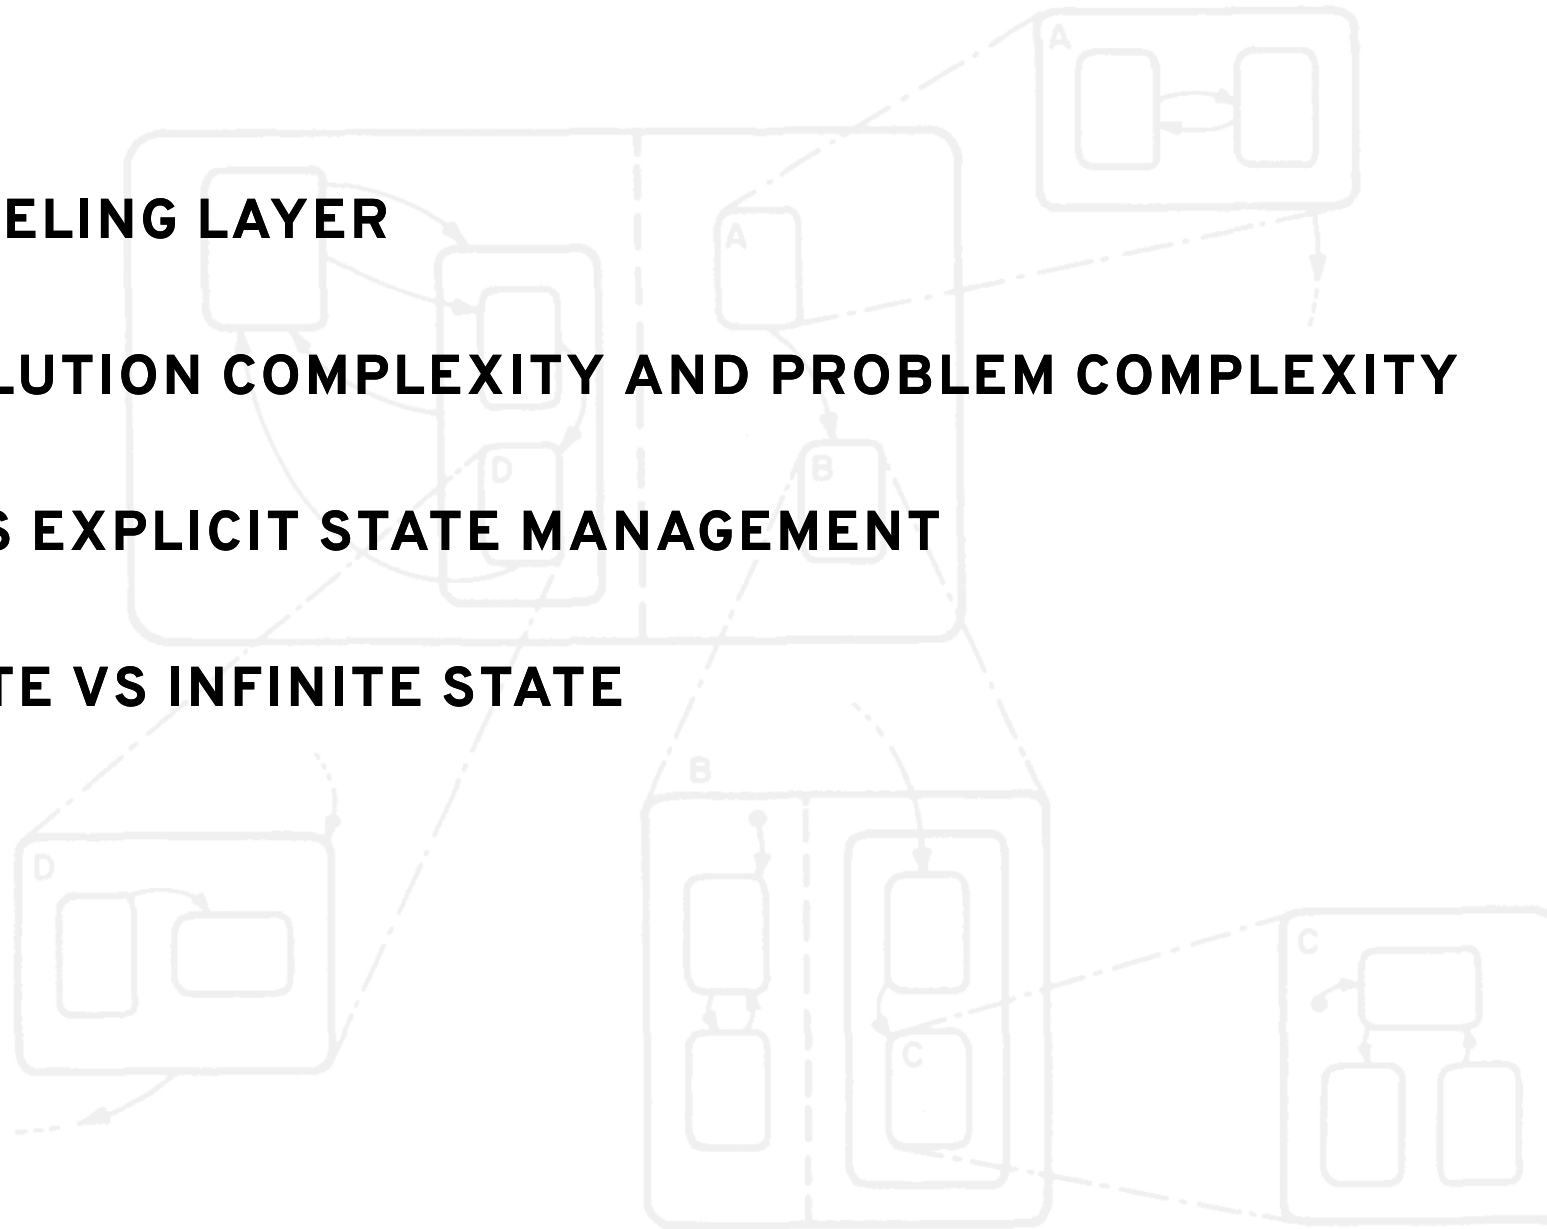 ELING LAYER
LUTION COMPLEXITY AND PROBLEM COMPLEXITY
S EXPLICIT STATE MANAGEMENT
TE VS INFINITE STATE
A
A
D
B
B
D
C
C